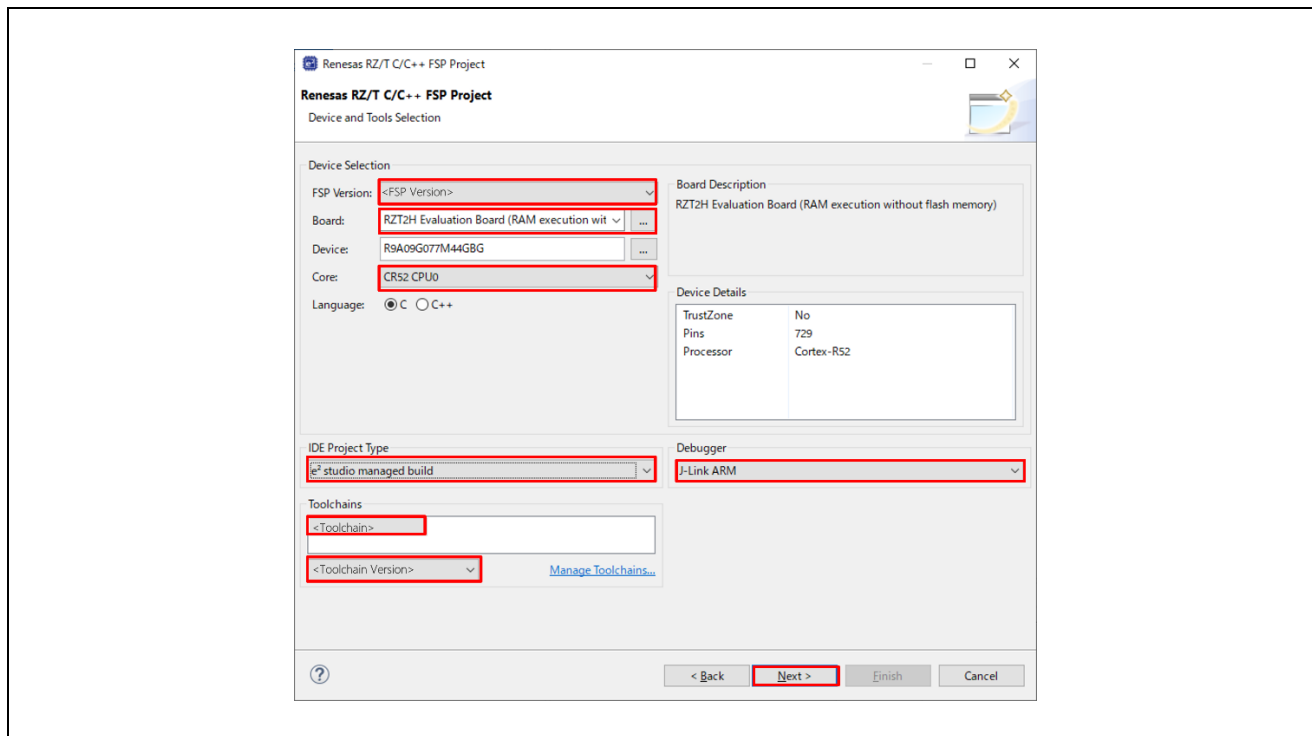 Renesas RZ/T C/C++ FSP Project
Renesas RZ/T C/C++ FSP Project
Device and Tools Selection
Device Selection
FSP Version: <FSP Version>
Board: RZT2H Evaluation Board (RAM execution wit ...
Device: R9A09G077M44GBG ...
Core: CR52 CPU0
Language: C C++
Board Description
RZT2H Evaluation Board (RAM execution without flash memory)
Device Details
TrustZone No
Pins 729
Processor Cortex-R52
IDE Project Type
e² studio managed build
Debugger
J-Link ARM
Toolchains
<Toolchain>
<Toolchain Version> Manage Toolchains...
? < Back Next > Finish Cancel